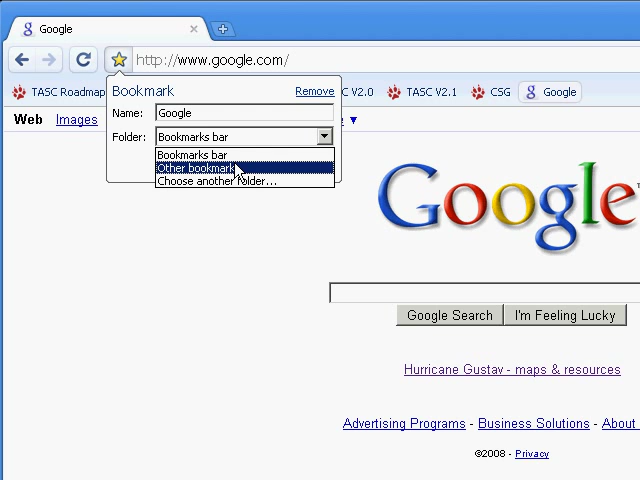 Google
http://www.google.com/
TASC Roadmap
C V2.0
TASC V2.1
CSG
Google
Bookmark
Remove
Name: Google
Folder: Bookmarks bar
Bookmarks bar
Other bookmark
Choose another folder...
Web Images
e ▼
Google
Google Search
I'm Feeling Lucky
Hurricane Gustav - maps & resources
Advertising Programs - Business Solutions - About
©2008 - Privacy